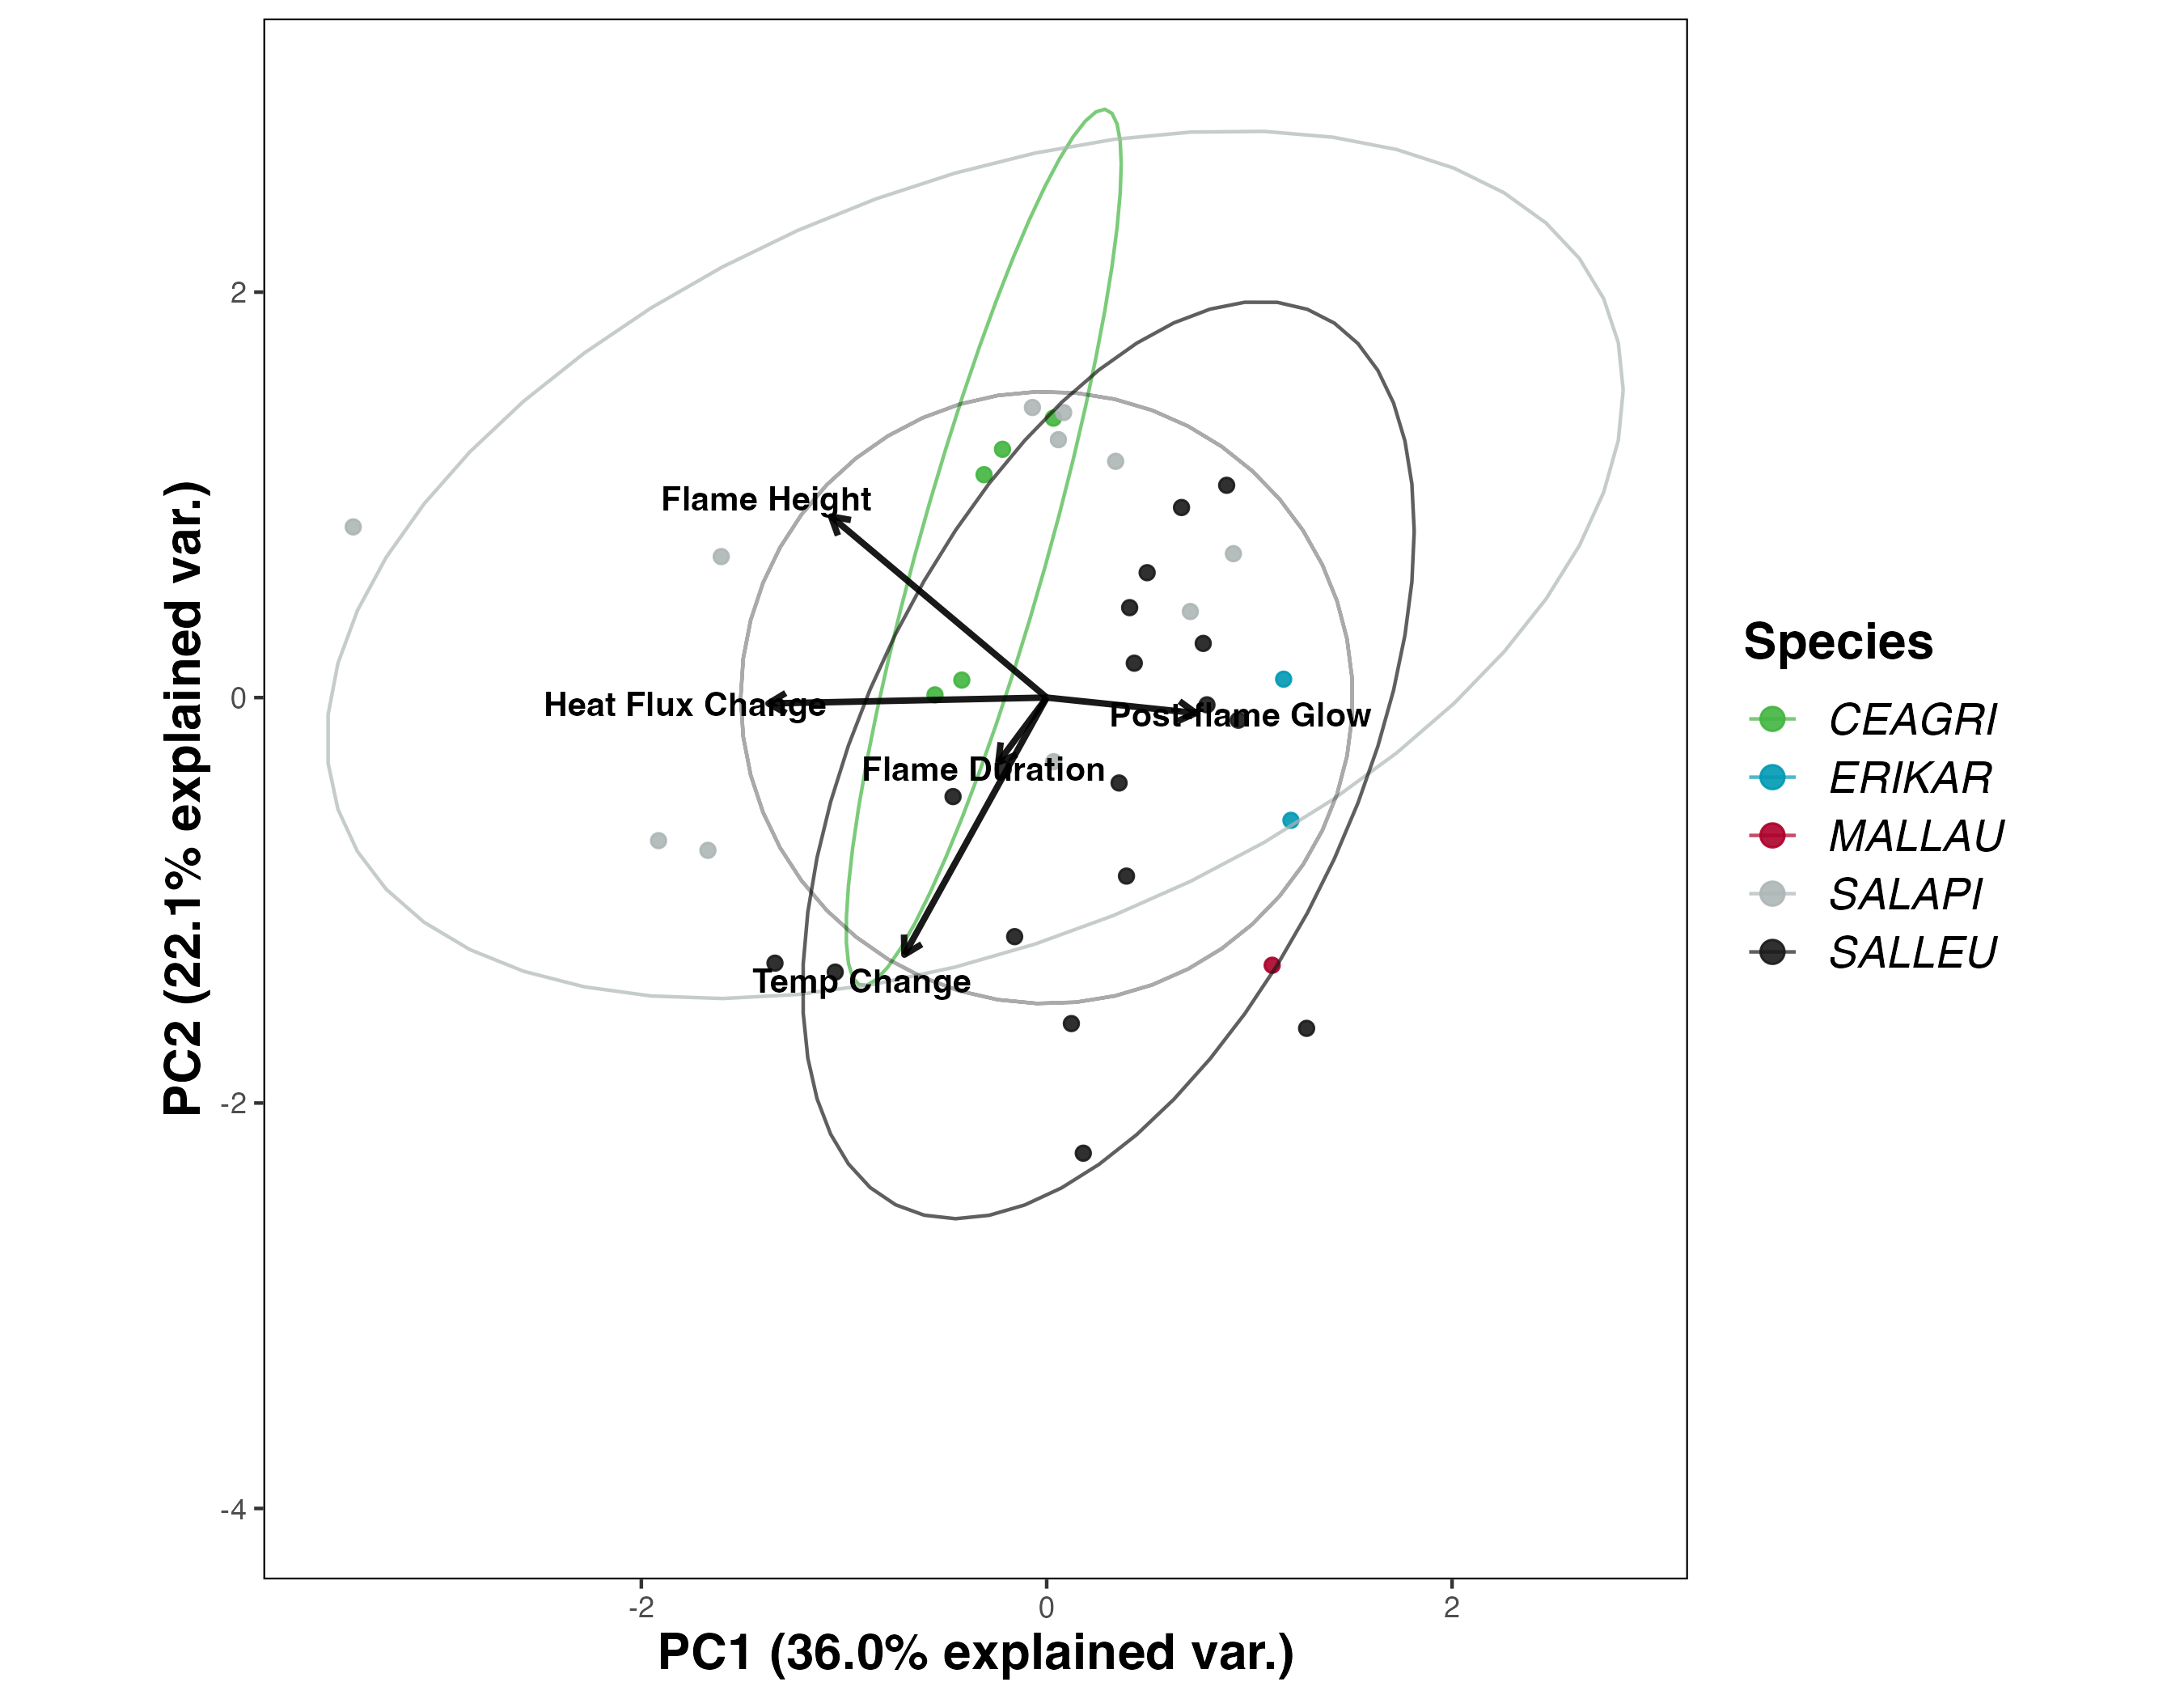 PC2 (22.1% explained var.)
2
0
-2
-4
Flame Height
Heat Flux Change
Post-flame Glow
Flame Duration
Temp Change
-2
0
2
PC1 (36.0% explained var.)
Species
CEAGRI
ERIKAR
MALLAU
SALAPI
SALLEU